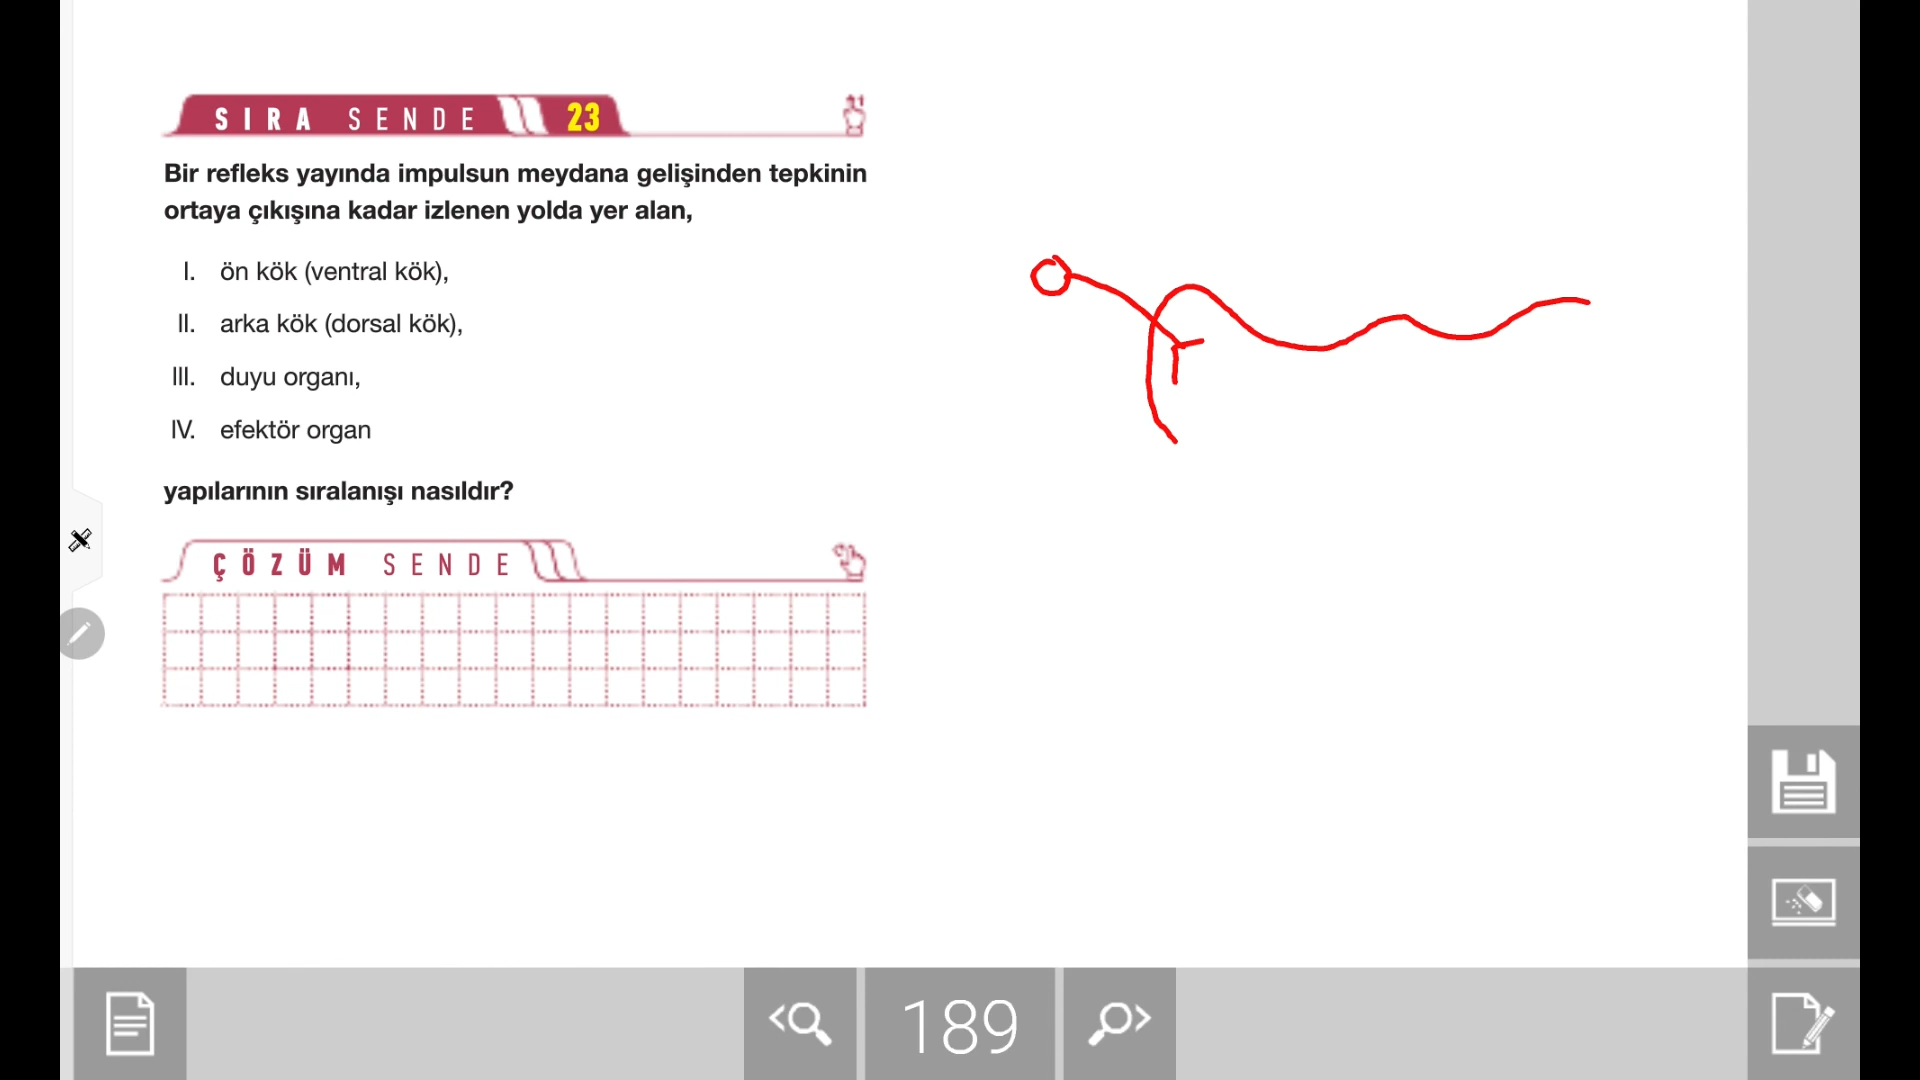 SIRA SENDE 23
Bir refleks yayında impulsun meydana gelişinden tepkinin
ortaya çıkışına kadar izlenen yolda yer alan,
I. ön kök (ventral kök),
II. arka kök (dorsal kök),
III. duyu organı,
IV. efektör organ
yapılarının sıralanışı nasıldır?
ÇÖZÜM SENDE
189